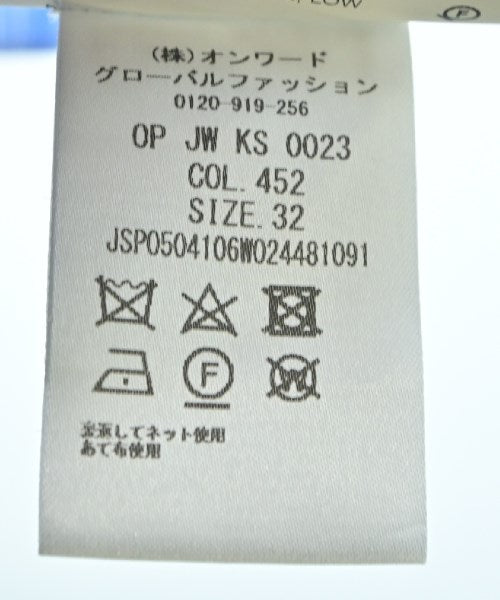 LOW
(株)オンワード
グローバルファッション
0120-919-256
OP JW KS 0023
COL. 452
SIZE. 32
JSPO504106W024481091
F
W
裏返してネット使用
あて布使用